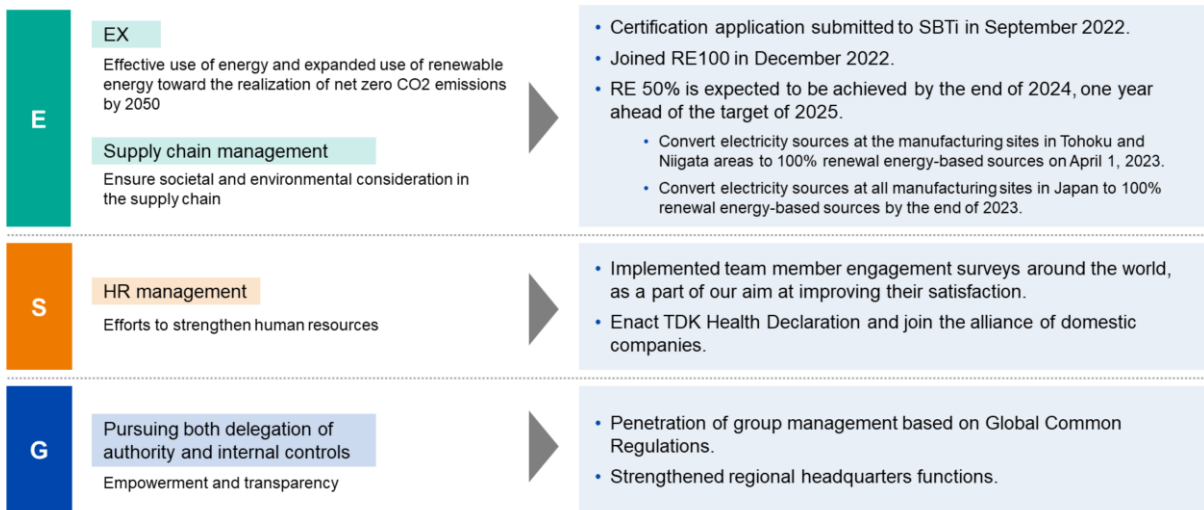 E
EX
Effective use of energy and expanded use of renewable
energy toward the realization of net zero CO2 emissions
by 2050
Supply chain management
Ensure societal and environmental consideration in
the supply chain
• Certification application submitted to SBTi in September 2022.
• Joined RE100 in December 2022.
• RE 50% is expected to be achieved by the end of 2024, one year
ahead of the target of 2025.
• Convert electricity sources at the manufacturing sites in Tohoku and
Niigata areas to 100% renewal energy-based sources on April 1, 2023.
• Convert electricity sources at all manufacturing sites in Japan to 100%
renewal energy-based sources by the end of 2023.
S
HR management
Efforts to strengthen human resources
• Implemented team member engagement surveys around the world,
as a part of our aim at improving their satisfaction.
• Enact TDK Health Declaration and join the alliance of domestic
companies.
G
Pursuing both delegation of
authority and internal controls
Empowerment and transparency
• Penetration of group management based on Global Common
Regulations.
• Strengthened regional headquarters functions.